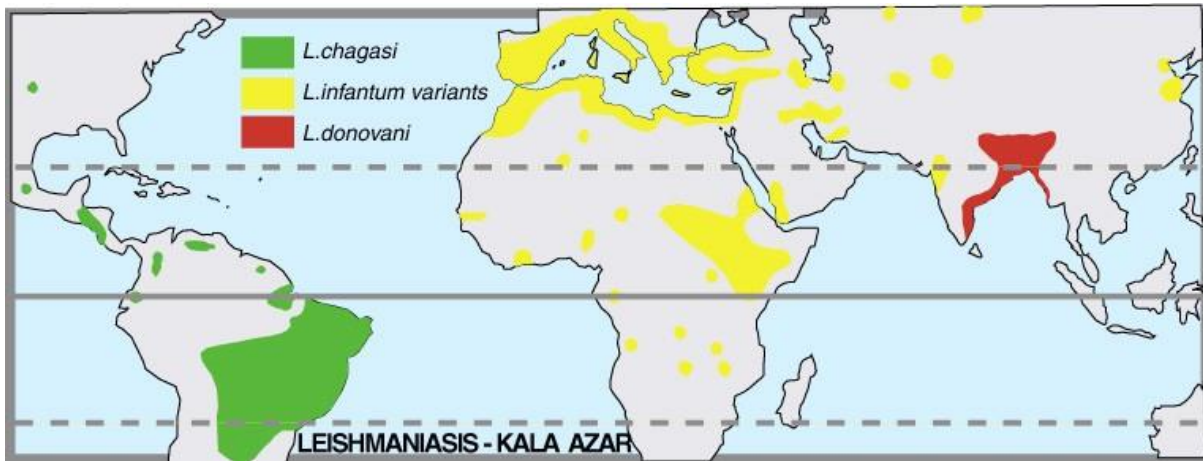 L.chagasi
L.infantum variants
L.donovani
LEISHMANIASIS - KALA AZAR